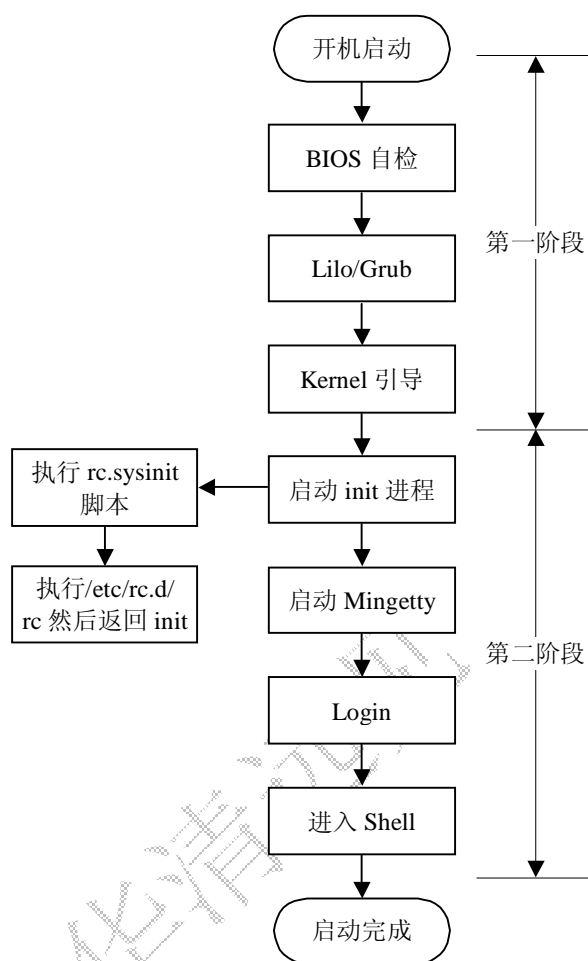 开机启动
BIOS 自检
Lilo/Grub
Kernel 引导
第一阶段
启动 init 进程
执行 rc.sysinit
脚本
执行/etc/rc.d/
rc 然后返回 init
启动 Mingetty
第二阶段
Login
进入 Shell
启动完成